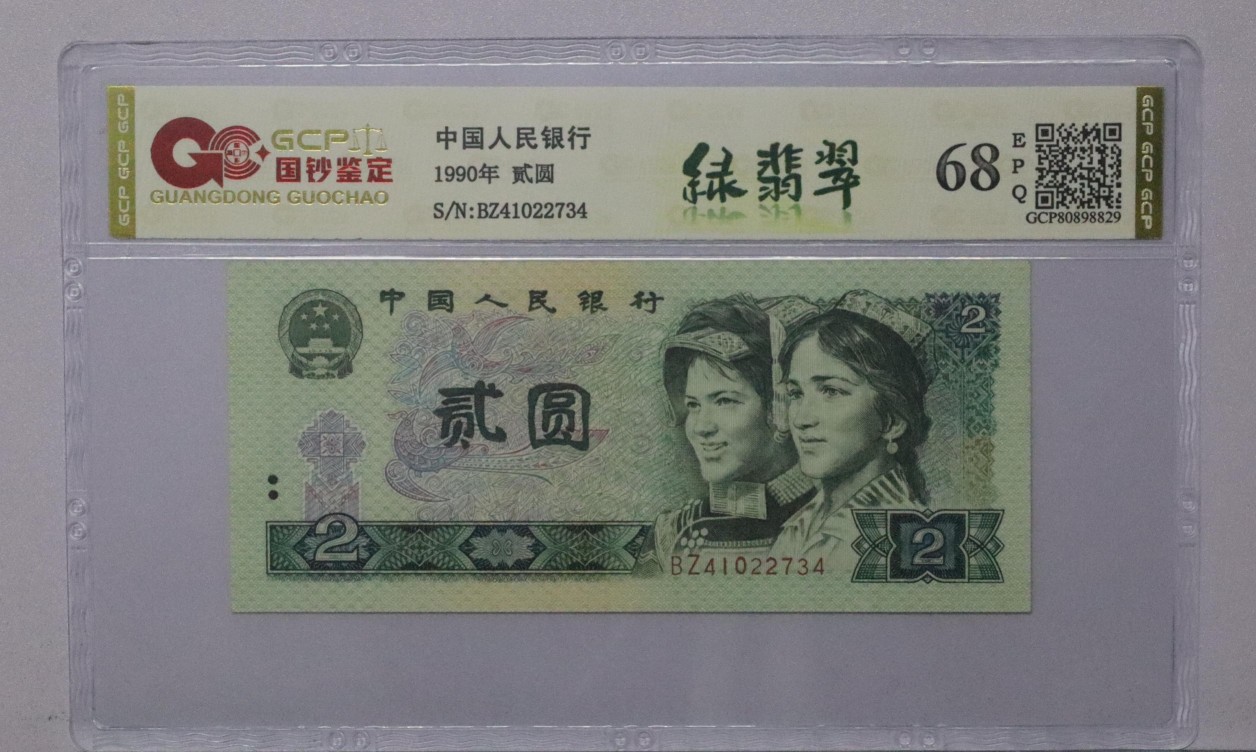 GCP GCP GCP
GCP
国钞鉴定
GUANGDONG GUOCHAO
中国人民银行
1990年 贰圆
S/N:BZ41022734
绿翡翠
68
EPQ
GCP80898829
GCP GCP GCP
中国人民银行
2
贰圆
2
BZ41022734
2